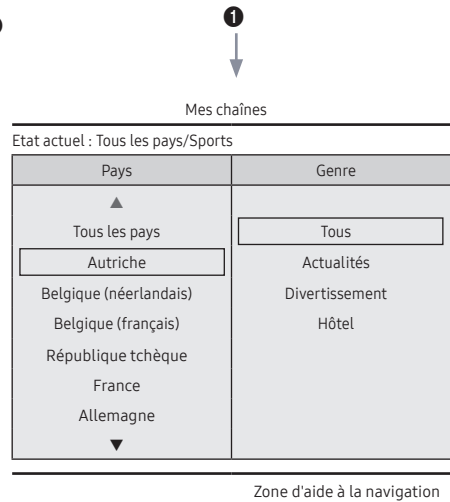 ❶
Mes chaînes
Etat actuel : Tous les pays/Sports
Pays Genre
▲
Tous les pays Tous
Autriche Actualités
Belgique (néerlandais) Divertissement
Belgique (français) Hôtel
République tchèque
France
Allemagne
▼
Zone d'aide à la navigation